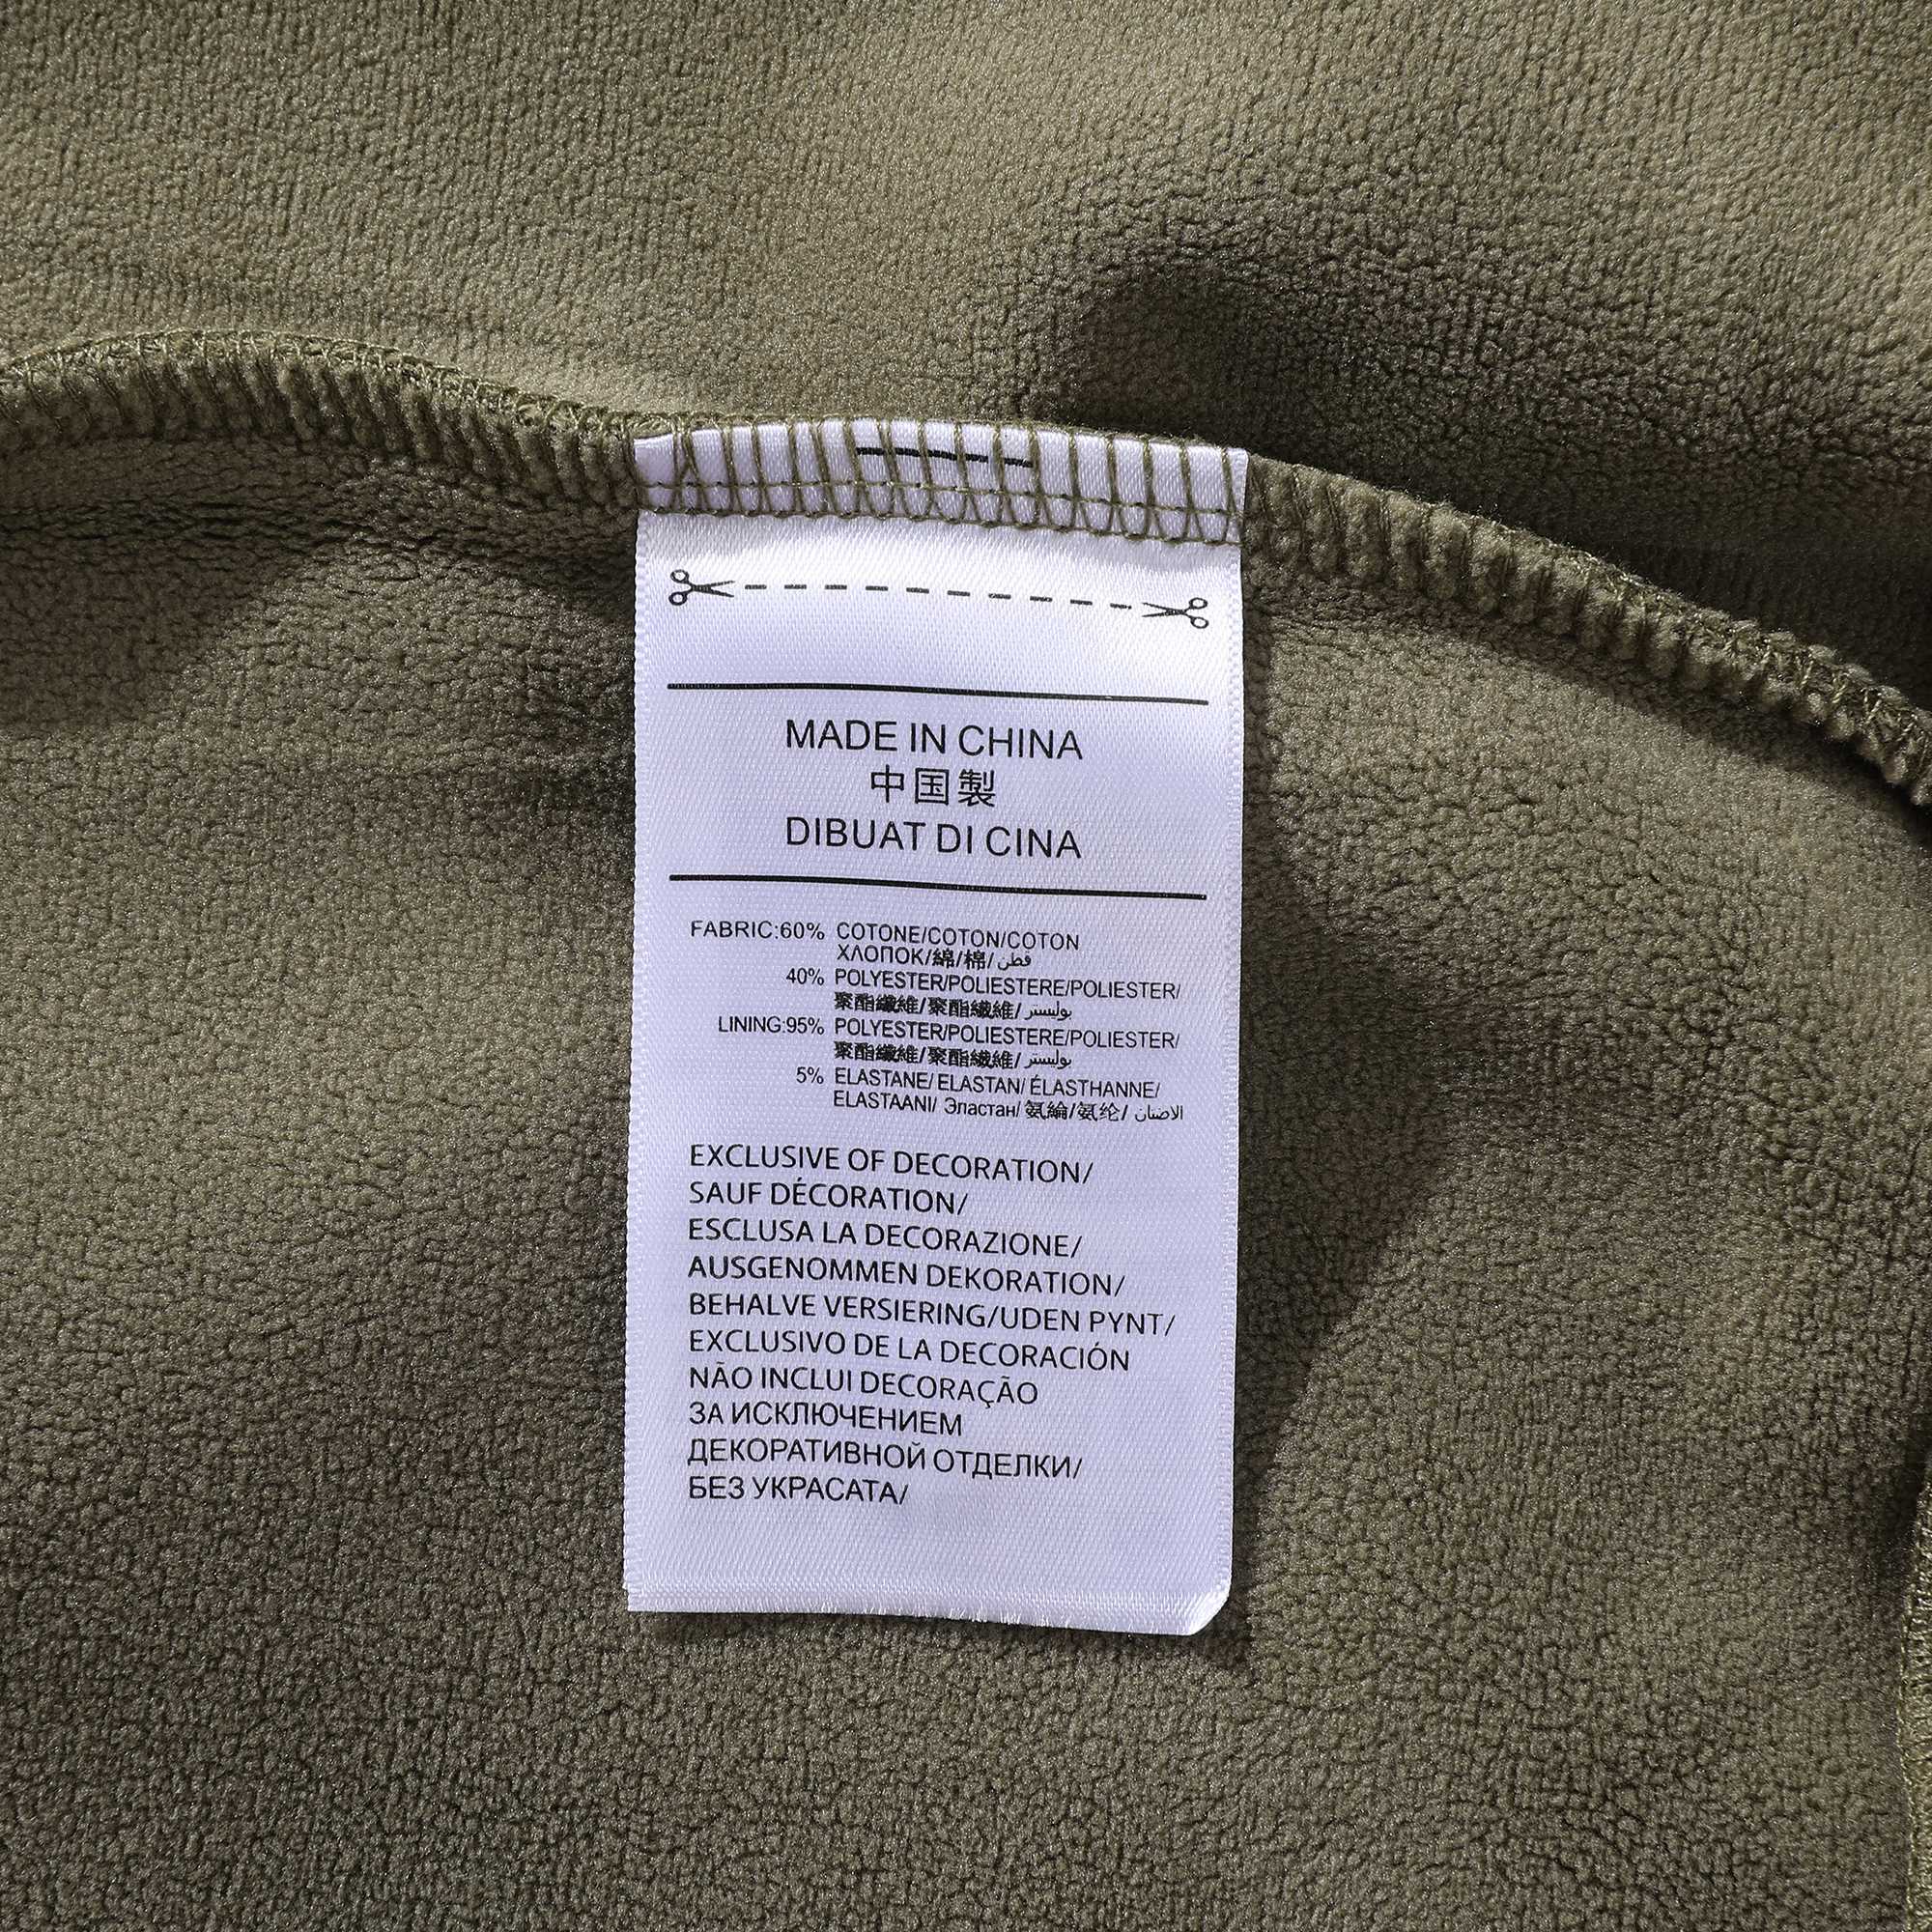 MADE IN CHINA
中国製
DIBUAT DI CINA
FABRIC:60% COTONE/COTON/COTON
ХЛОПОК/綿/棉/قطن
40% POLYESTER/POLIESTERE/POLIESTER/
聚酯纖維/聚酯纖維/بوليستر
LINING:95% POLYESTER/POLIESTERE/POLIESTER/
聚酯纖維/聚酯纖維/بوليستر
5% ELASTANE/ ELASTAN/ ÉLASTHANNE/
ELASTAANI/ Эластан/ 氨綸/氨纶/ الاضنان
EXCLUSIVE OF DECORATION/
SAUF DÉCORATION/
ESCLUSA LA DECORAZIONE/
AUSGENOMMEN DEKORATION/
BEHALVE VERSIERING/UDEN PYNT/
EXCLUSIVO DE LA DECORACIÓN
NÃO INCLUI DECORAÇÃO
ЗА ИСКЛЮЧЕНИЕМ
ДЕКОРАТИВНОЙ ОТДЕЛКИ/
БЕЗ УКРАСАТА/